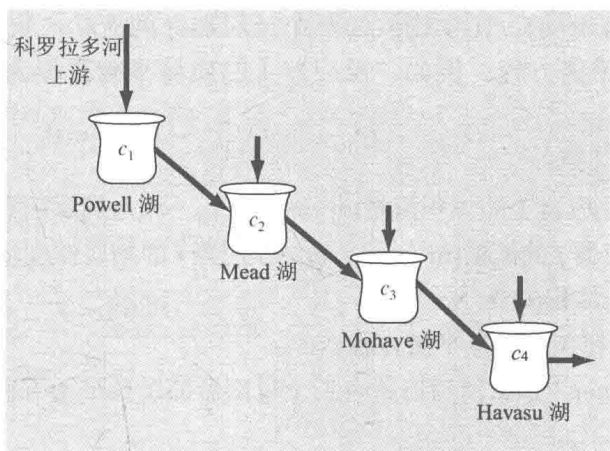 科罗拉多河
上游
c₁
Powell 湖
c₂
Mead 湖
c₃
Mohave 湖
c₄
Havasu 湖